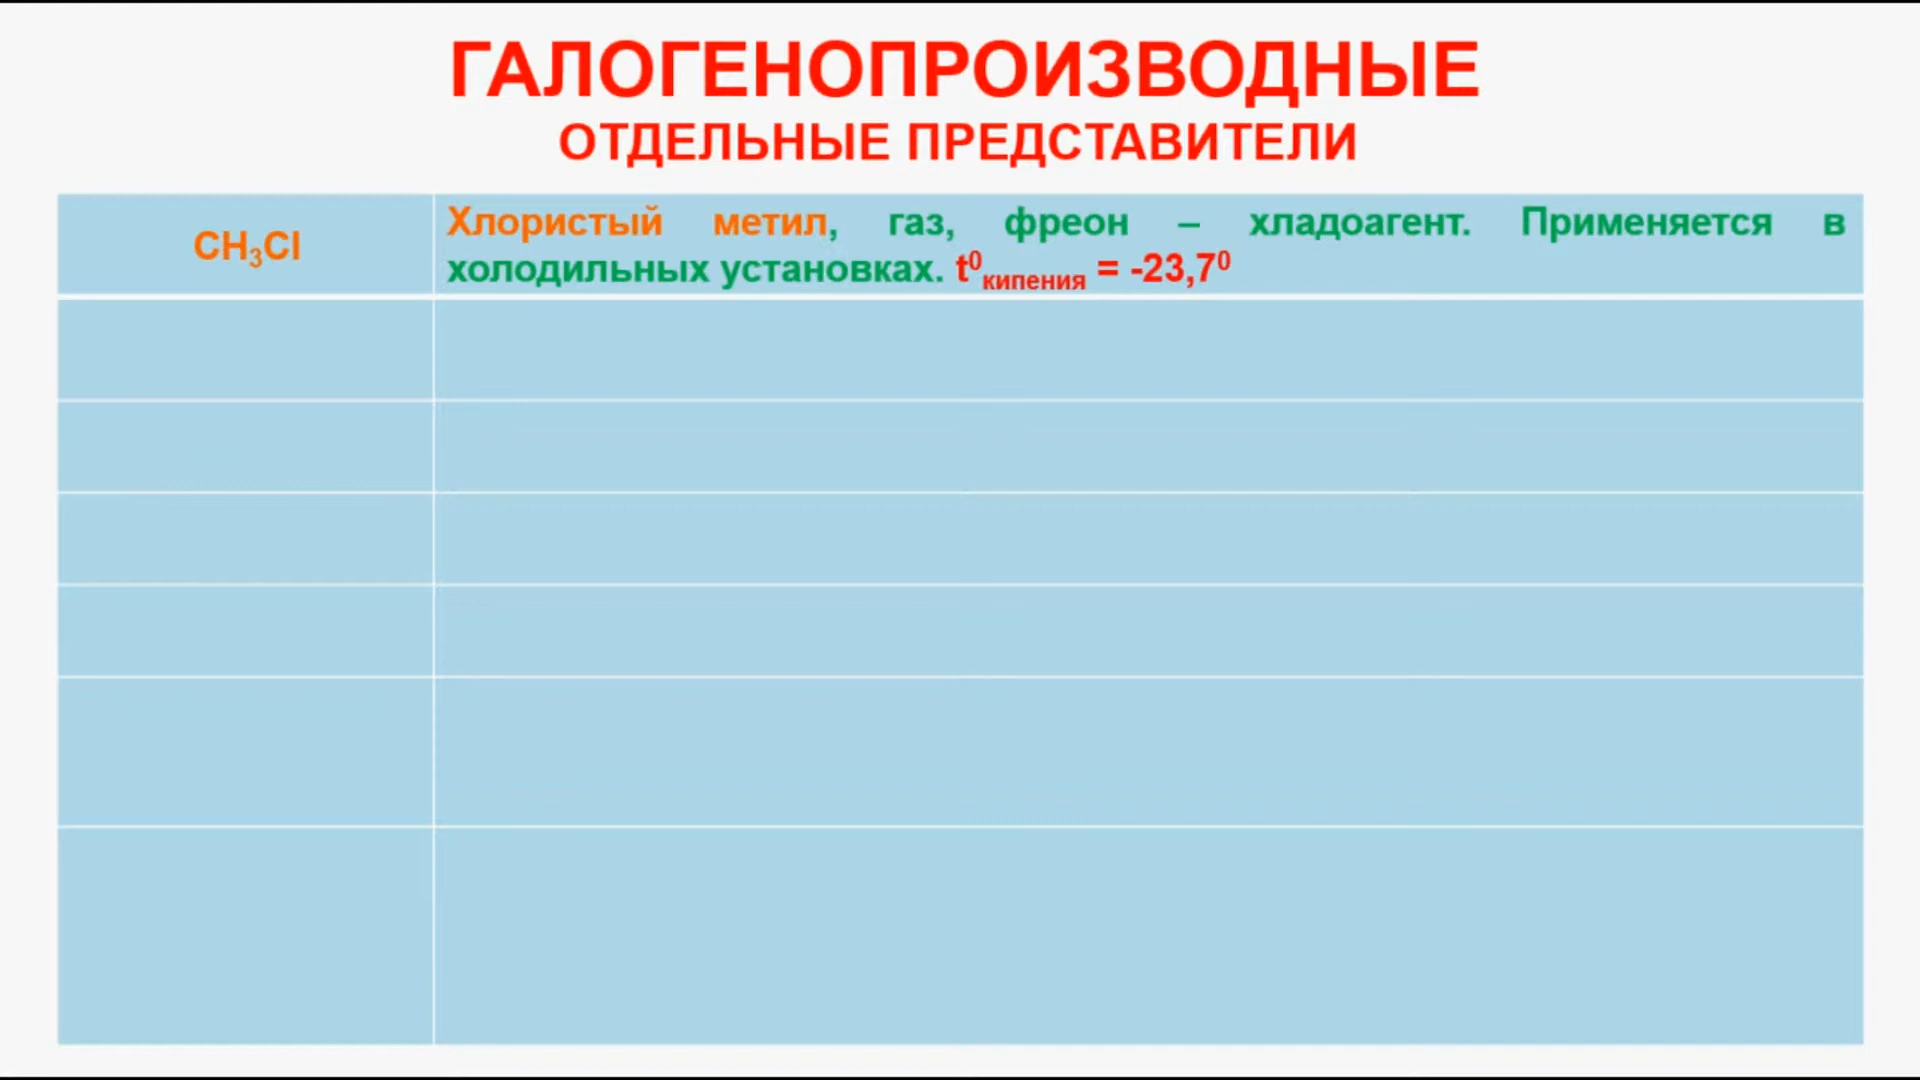 ГАЛОГЕНОПРОИЗВОДНЫЕ
ОТДЕЛЬНЫЕ ПРЕДСТАВИТЕЛИ
CH₃Cl
Хлористый метил, газ, фреон – хладоагент. Применяется в
холодильных установках. t⁰кипения = -23,7⁰